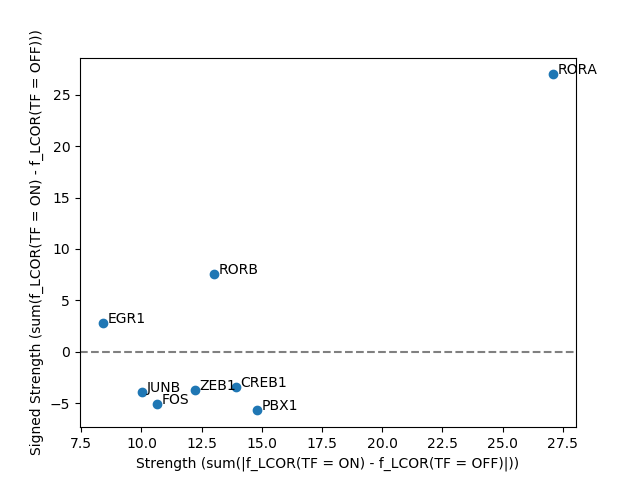 Signed Strength (sum(f_LCOR(TF = ON) - f_LCOR(TF = OFF)))
25
20
15
10
5
0
−5
RORA
RORB
EGR1
JUNB
FOS
ZEB1
CREB1
PBX1
7.5 10.0 12.5 15.0 17.5 20.0 22.5 25.0 27.5
Strength (sum(|f_LCOR(TF = ON) - f_LCOR(TF = OFF)|))